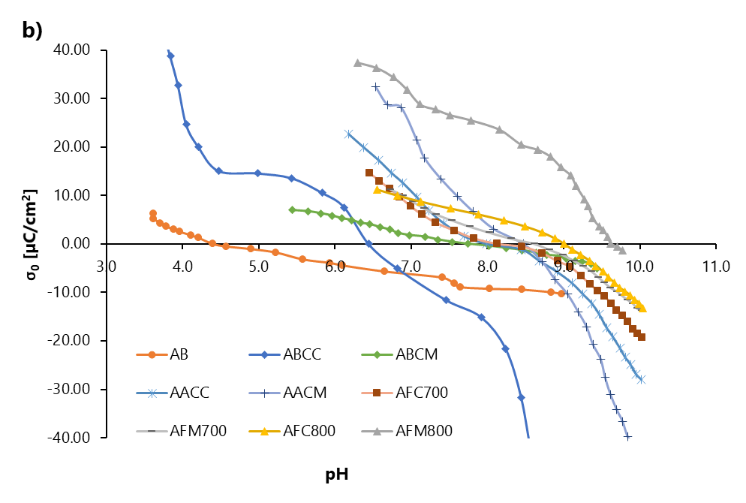 b)
σ0 [µC/cm²]
40.00
30.00
20.00
10.00
0.00
-10.00
-20.00
-30.00
-40.00
3.0 4.0 5.0 6.0 7.0 8.0 9.0 10.0 11.0
AB ABCC ABCM
AACC AACM AFC700
AFM700 AFC800 AFM800
pH